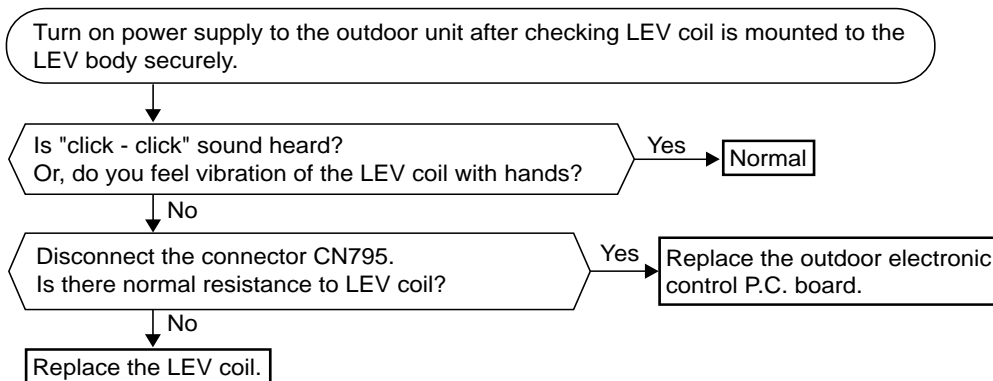 Turn on power supply to the outdoor unit after checking LEV coil is mounted to the
LEV body securely.
Is "click - click" sound heard?
Or, do you feel vibration of the LEV coil with hands?
Yes
Normal
No
Disconnect the connector CN795.
Is there normal resistance to LEV coil?
Yes
Replace the outdoor electronic
control P.C. board.
No
Replace the LEV coil.